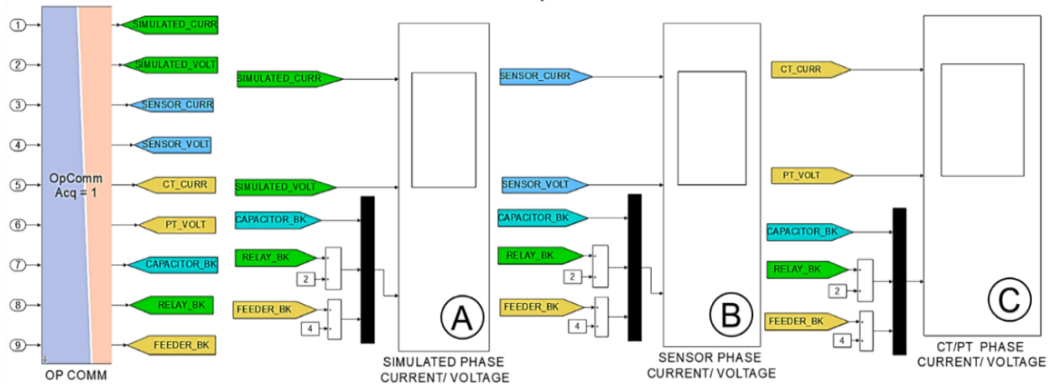 1
SIMULATED_CURR
2
SIMULATED_VOLT
3
SENSOR_CURR
4
SENSOR_VOLT
OpComm
Acq = 1
5
CT_CURR
6
PT_VOLT
7
CAPACITOR_BK
8
RELAY_BK
9
FEEDER_BK
OP COMM
SIMULATED_CURR
SIMULATED_VOLT
CAPACITOR_BK
RELAY_BK
2
FEEDER_BK
4
A
SIMULATED PHASE
CURRENT/ VOLTAGE
SENSOR_CURR
SENSOR_VOLT
CAPACITOR_BK
RELAY_BK
2
FEEDER_BK
4
B
SENSOR PHASE
CURRENT/ VOLTAGE
CT_CURR
PT_VOLT
CAPACITOR_BK
RELAY_BK
2
FEEDER_BK
4
C
CT/PT PHASE
CURRENT/ VOLTAGE